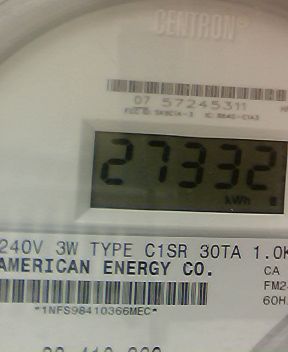 CENTRON®
07 57245311
27332
kWh
240V 3W TYPE C1SR 30TA 1.0K
AMERICAN ENERGY CO.
CA
FM2
60H
*1NFS98410366MEC*